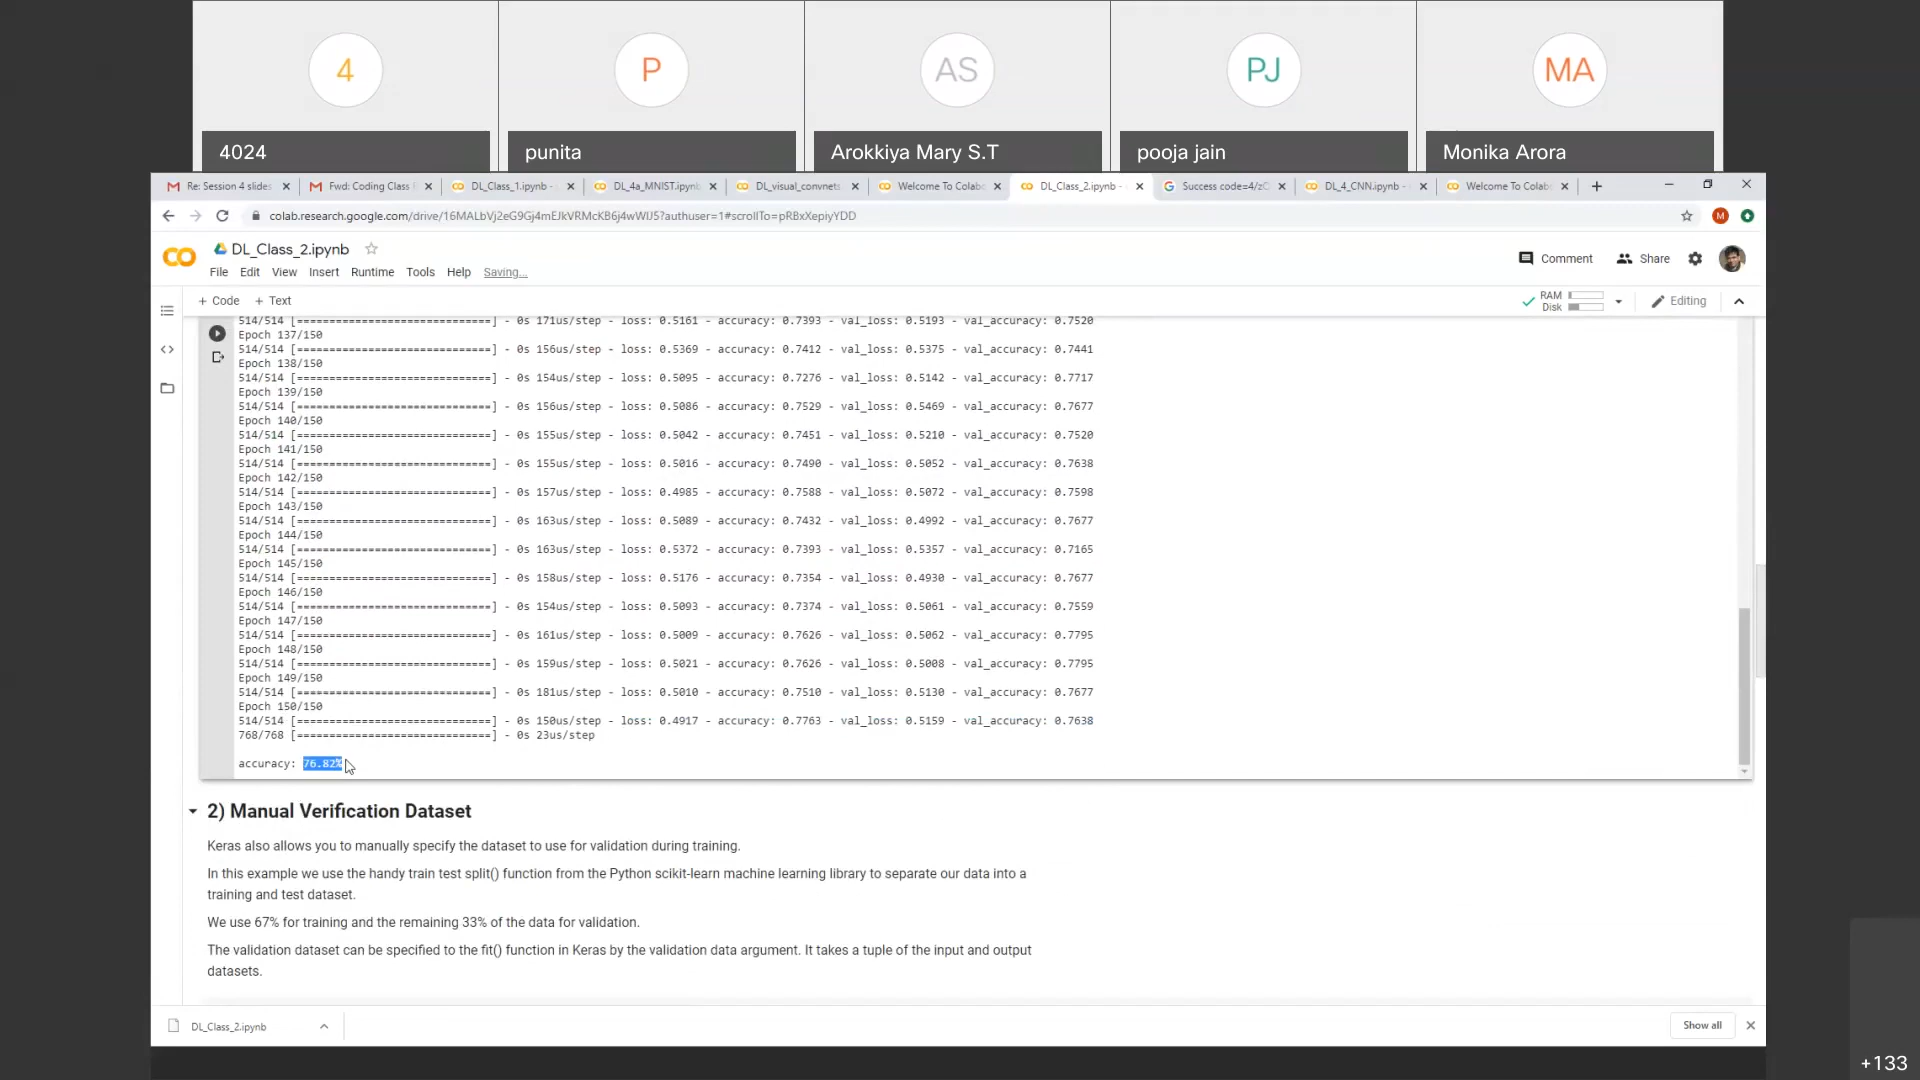 4 P AS PJ MA
4024 punita Arokkiya Mary S.T pooja jain Monika Arora
Re: Session 4 slides Fwd: Coding Class DL_Class_1.ipynb - DL_4a_MNIST.ipynb DL_visual_convnets Welcome To Colab DL_Class_2.ipynb - Success code=4/z DL_4_CNN.ipynb - Welcome To Colab
colab.research.google.com/drive/16MALbVj2eG9Gj4mEJkVRMcKB6j4wWlJ5?authuser=1#scrollTo=pRBxXepiyYDD M
CO DL_Class_2.ipynb
Comment Share
File Edit View Insert Runtime Tools Help Saving...
+ Code + Text RAM Disk Editing
514/514 [==============================] - 0s 171us/step - loss: 0.5161 - accuracy: 0.7393 - val_loss: 0.5193 - val_accuracy: 0.7520
Epoch 137/150
514/514 [==============================] - 0s 156us/step - loss: 0.5369 - accuracy: 0.7412 - val_loss: 0.5375 - val_accuracy: 0.7441
Epoch 138/150
514/514 [==============================] - 0s 154us/step - loss: 0.5095 - accuracy: 0.7276 - val_loss: 0.5142 - val_accuracy: 0.7717
Epoch 139/150
514/514 [==============================] - 0s 156us/step - loss: 0.5086 - accuracy: 0.7529 - val_loss: 0.5469 - val_accuracy: 0.7677
Epoch 140/150
514/514 [==============================] - 0s 155us/step - loss: 0.5042 - accuracy: 0.7451 - val_loss: 0.5210 - val_accuracy: 0.7520
Epoch 141/150
514/514 [==============================] - 0s 155us/step - loss: 0.5016 - accuracy: 0.7490 - val_loss: 0.5052 - val_accuracy: 0.7638
Epoch 142/150
514/514 [==============================] - 0s 157us/step - loss: 0.4985 - accuracy: 0.7588 - val_loss: 0.5072 - val_accuracy: 0.7598
Epoch 143/150
514/514 [==============================] - 0s 163us/step - loss: 0.5089 - accuracy: 0.7432 - val_loss: 0.4992 - val_accuracy: 0.7677
Epoch 144/150
514/514 [==============================] - 0s 163us/step - loss: 0.5372 - accuracy: 0.7393 - val_loss: 0.5357 - val_accuracy: 0.7165
Epoch 145/150
514/514 [==============================] - 0s 158us/step - loss: 0.5176 - accuracy: 0.7354 - val_loss: 0.4930 - val_accuracy: 0.7677
Epoch 146/150
514/514 [==============================] - 0s 154us/step - loss: 0.5093 - accuracy: 0.7374 - val_loss: 0.5061 - val_accuracy: 0.7559
Epoch 147/150
514/514 [==============================] - 0s 161us/step - loss: 0.5009 - accuracy: 0.7626 - val_loss: 0.5062 - val_accuracy: 0.7795
Epoch 148/150
514/514 [==============================] - 0s 159us/step - loss: 0.5021 - accuracy: 0.7626 - val_loss: 0.5008 - val_accuracy: 0.7795
Epoch 149/150
514/514 [==============================] - 0s 181us/step - loss: 0.5010 - accuracy: 0.7510 - val_loss: 0.5130 - val_accuracy: 0.7677
Epoch 150/150
514/514 [==============================] - 0s 150us/step - loss: 0.4917 - accuracy: 0.7763 - val_loss: 0.5159 - val_accuracy: 0.7638
768/768 [==============================] - 0s 23us/step
accuracy: 76.82%
2) Manual Verification Dataset
Keras also allows you to manually specify the dataset to use for validation during training.
In this example we use the handy train test split() function from the Python scikit-learn machine learning library to separate our data into a
training and test dataset.
We use 67% for training and the remaining 33% of the data for validation.
The validation dataset can be specified to the fit() function in Keras by the validation data argument. It takes a tuple of the input and output
datasets.
DL_Class_2.ipynb Show all
+133